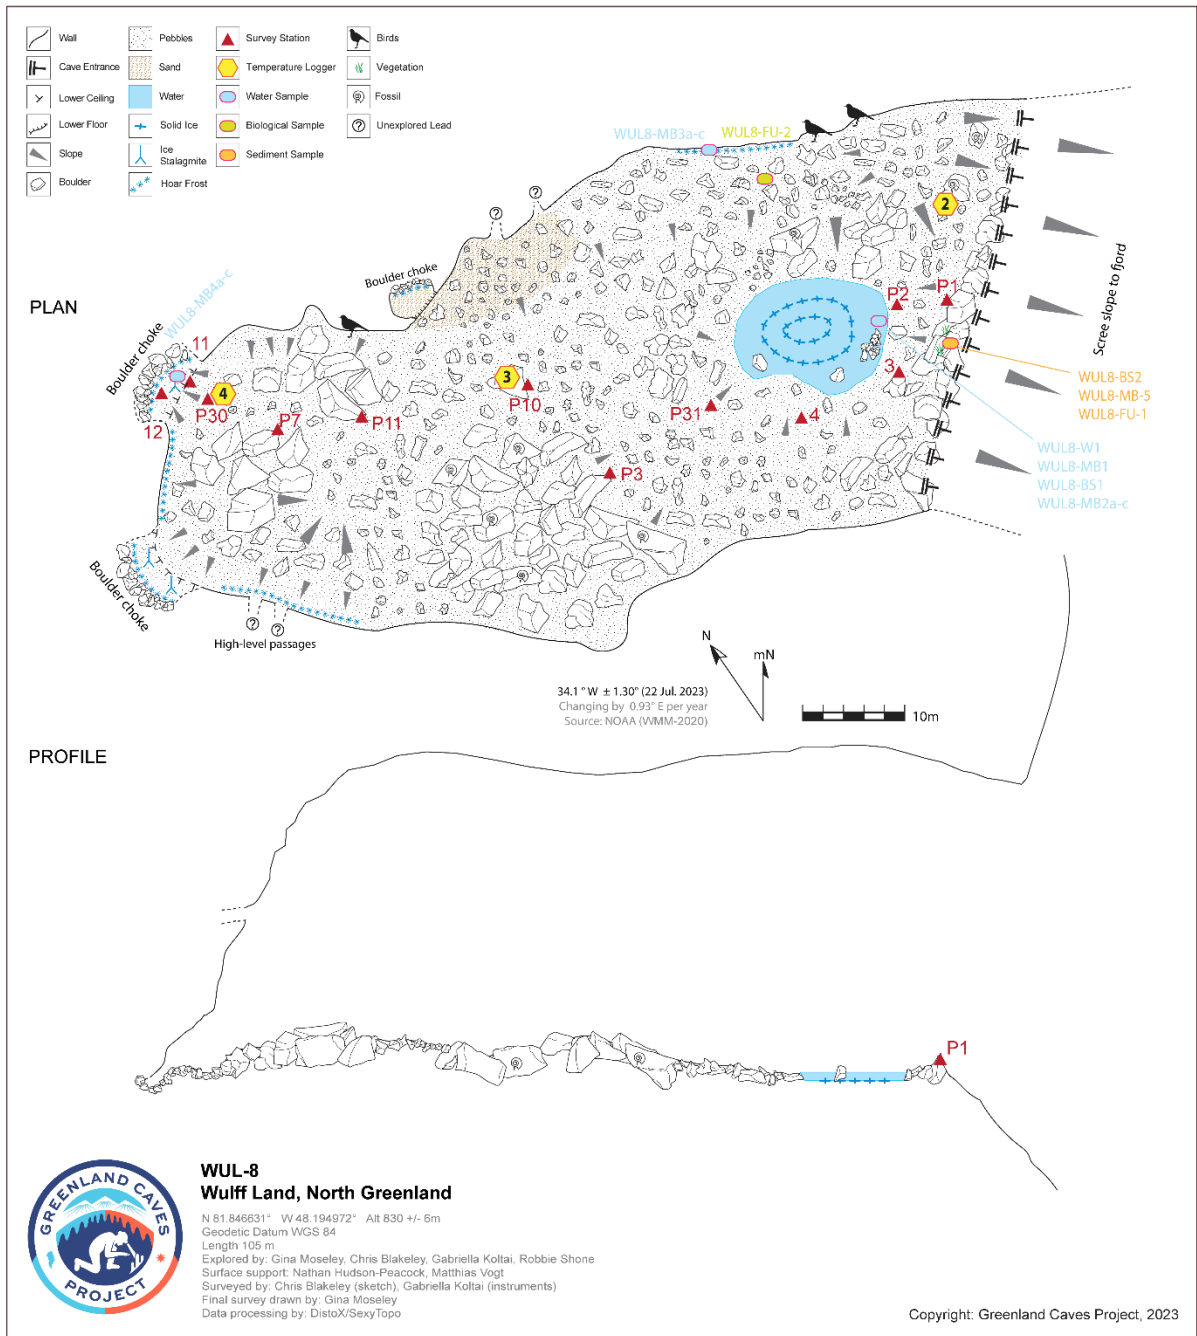 Wall
Cave Entrance
Lower Ceiling
Lower Floor
Slope
Boulder
Pebbles
Sand
Water
Solid Ice
Ice
Stalagmite
Hoar Frost
Survey Station
Temperature Logger
Water Sample
Biological Sample
Sediment Sample
Birds
Vegetation
Fossil
? Unexplored Lead
WUL8-MB3a-c
WUL8-FU-2
2
?
?
Boulder choke
PLAN
WUL8-MB4a-c
Boulder choke
11
12
4
P30
P7
P11
3
P10
P3
P31
4
3
P2
P1
Scree slope to fjord
WUL8-BS2
WUL8-MB-5
WUL8-FU-1
WUL8-W1
WUL8-MB1
WUL8-BS1
WUL8-MB2a-c
Boulder choke
?
?
High-level passages
N
mN
34.1 ° W ± 1.30° (22 Jul. 2023)
Changing by 0.93° E per year
Source: NOAA (WMM-2020)
10m
PROFILE
P1
GREENLAND CAVES
PROJECT
WUL-8
Wulff Land, North Greenland
N 81.846631° W 48.194972° Alt 830 +/- 6m
Geodetic Datum WGS 84
Length 105 m
Explored by: Gina Moseley, Chris Blakeley, Gabriella Koltai, Robbie Shone
Surface support: Nathan Hudson-Peacock, Matthias Vogt
Surveyed by: Chris Blakeley (sketch), Gabriella Koltai (instruments)
Final survey drawn by: Gina Moseley
Data processing by: DistoX/SexyTopo
Copyright: Greenland Caves Project, 2023